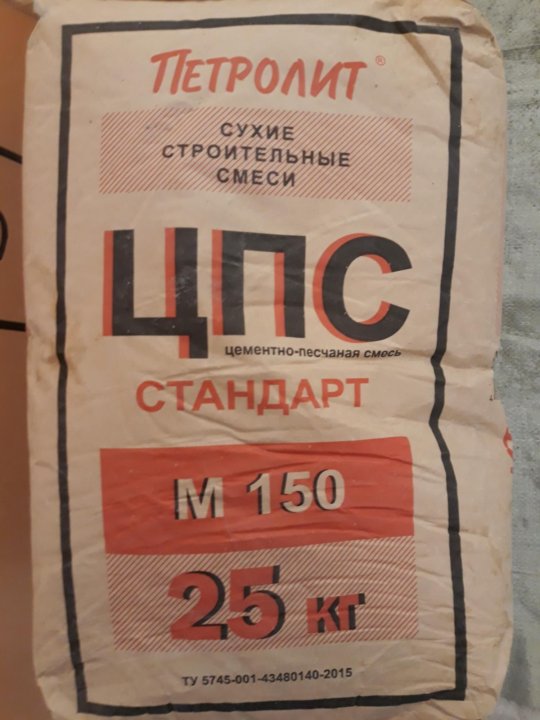 ПЕТРОЛИТ®
СУХИЕ
СТРОИТЕЛЬНЫЕ
СМЕСИ
ЦПС
цементно-песчаная смесь
СТАНДАРТ
М 150
25 кг
ТУ 5745-001-43480140-2015